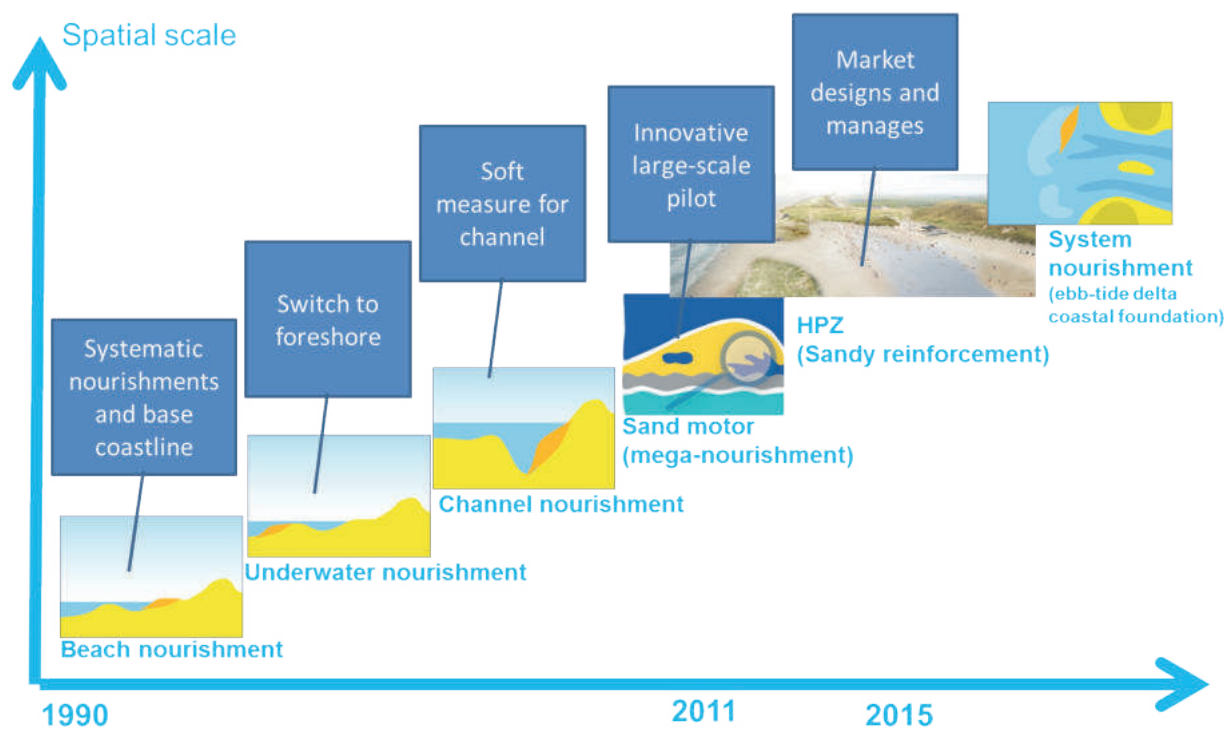 Spatial scale
Systematic
nourishments
and base
coastline
Beach nourishment
Switch to
foreshore
Underwater nourishment
Soft
measure for
channel
Channel nourishment
Innovative
large-scale
pilot
Sand motor
(mega-nourishment)
Market
designs and
manages
HPZ
(Sandy reinforcement)
System
nourishment
(ebb-tide delta
coastal foundation)
1990
2011
2015